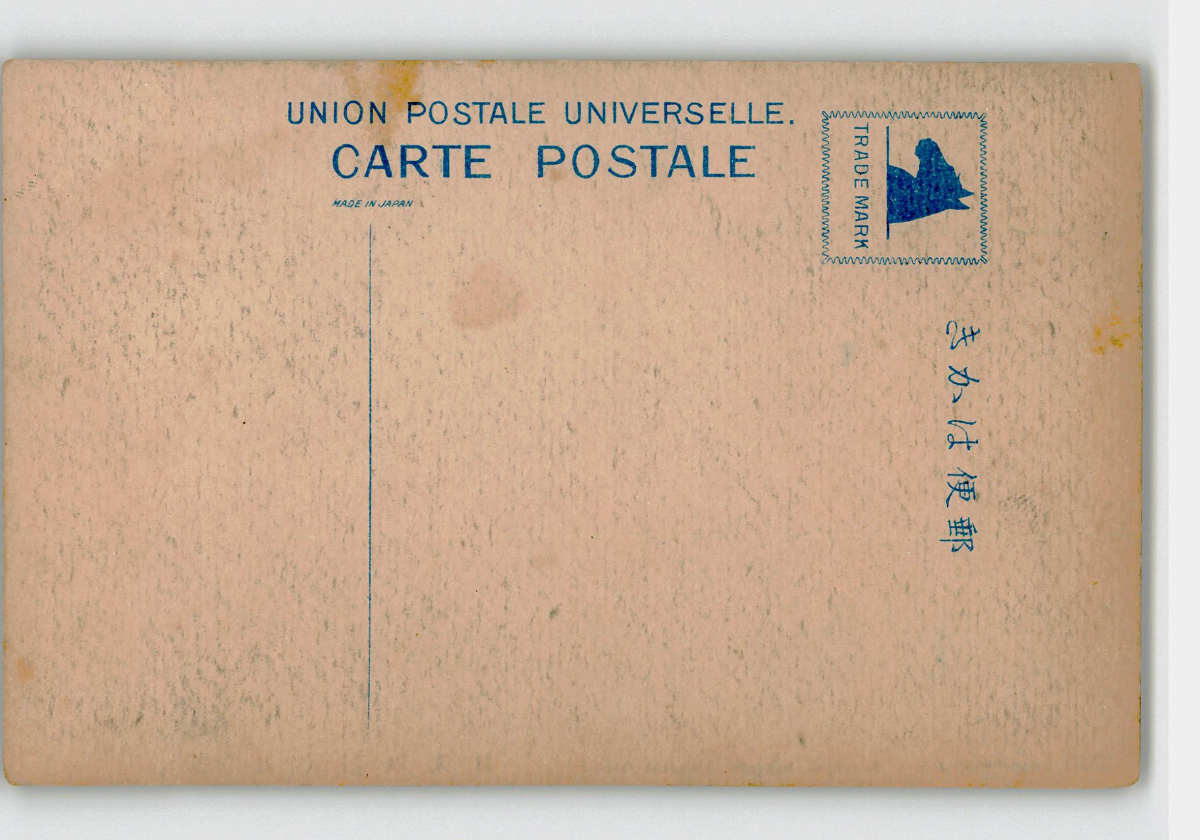 UNION POSTALE UNIVERSELLE.
CARTE POSTALE
MADE IN JAPAN
TRADE MARK
きかは便郵